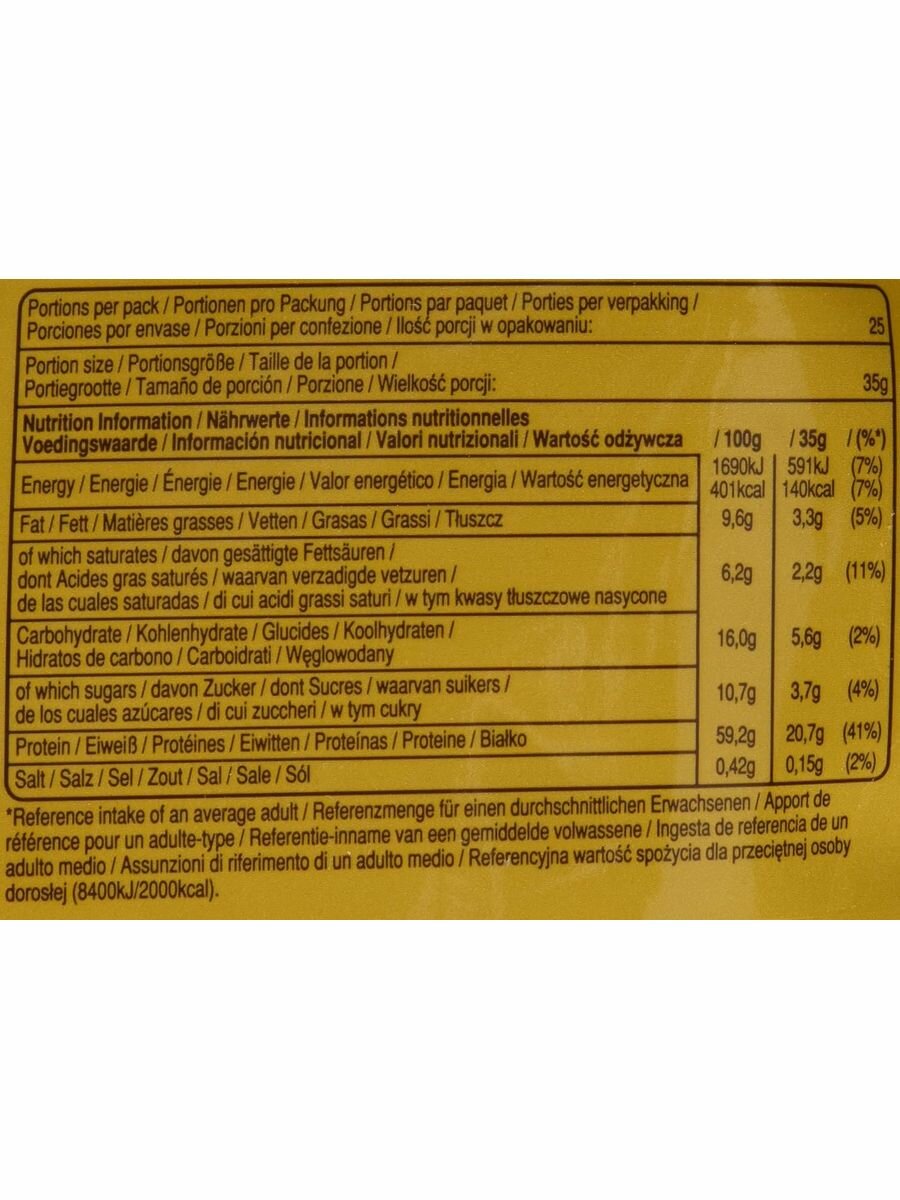 Portions per pack / Portionen pro Packung / Portions par paquet / Porties per verpakking /
Porciones por envase / Porzioni per confezione / Ilość porcji w opakowaniu: 25
Portion size / Portionsgröße / Taille de la portion /
Portiegrootte / Tamaño de porción / Porzione / Wielkość porcji: 35g
Nutrition Information / Nährwerte / Informations nutritionnelles
Voedingswaarde / Información nutricional / Valori nutrizionali / Wartość odżywcza / 100g / 35g / (%*)
1690kJ 591kJ (7%)
Energy / Energie / Énergie / Energie / Valor energético / Energia / Wartość energetyczna 401kcal 140kcal (7%)
Fat / Fett / Matières grasses / Vetten / Grasas / Grassi / Tłuszcz 9,6g 3,3g (5%)
of which saturates / davon gesättigte Fettsäuren /
dont Acides gras saturés / waarvan verzadigde vetzuren / 6,2g 2,2g (11%)
de las cuales saturadas / di cui acidi grassi saturi / w tym kwasy tłuszczowe nasycone
Carbohydrate / Kohlenhydrate / Glucides / Koolhydraten /
Hidratos de carbono / Carboidrati / Węglowodany 16,0g 5,6g (2%)
of which sugars / davon Zucker / dont Sucres / waarvan suikers /
de los cuales azúcares / di cui zuccheri / w tym cukry 10,7g 3,7g (4%)
Protein / Eiweiß / Protéines / Eiwitten / Proteínas / Proteine / Białko 59,2g 20,7g (41%)
Salt / Salz / Sel / Zout / Sal / Sale / Sól 0,42g 0,15g (2%)
*Reference intake of an average adult / Referenzmenge für einen durchschnittlichen Erwachsenen / Apport de
référence pour un adulte-type / Referentie-inname van een gemiddelde volwassene / Ingesta de referencia de un
adulto medio / Assunzioni di riferimento di un adulto medio / Referencyjna wartość spożycia dla przeciętnej osoby
dorosłej (8400kJ/2000kcal).